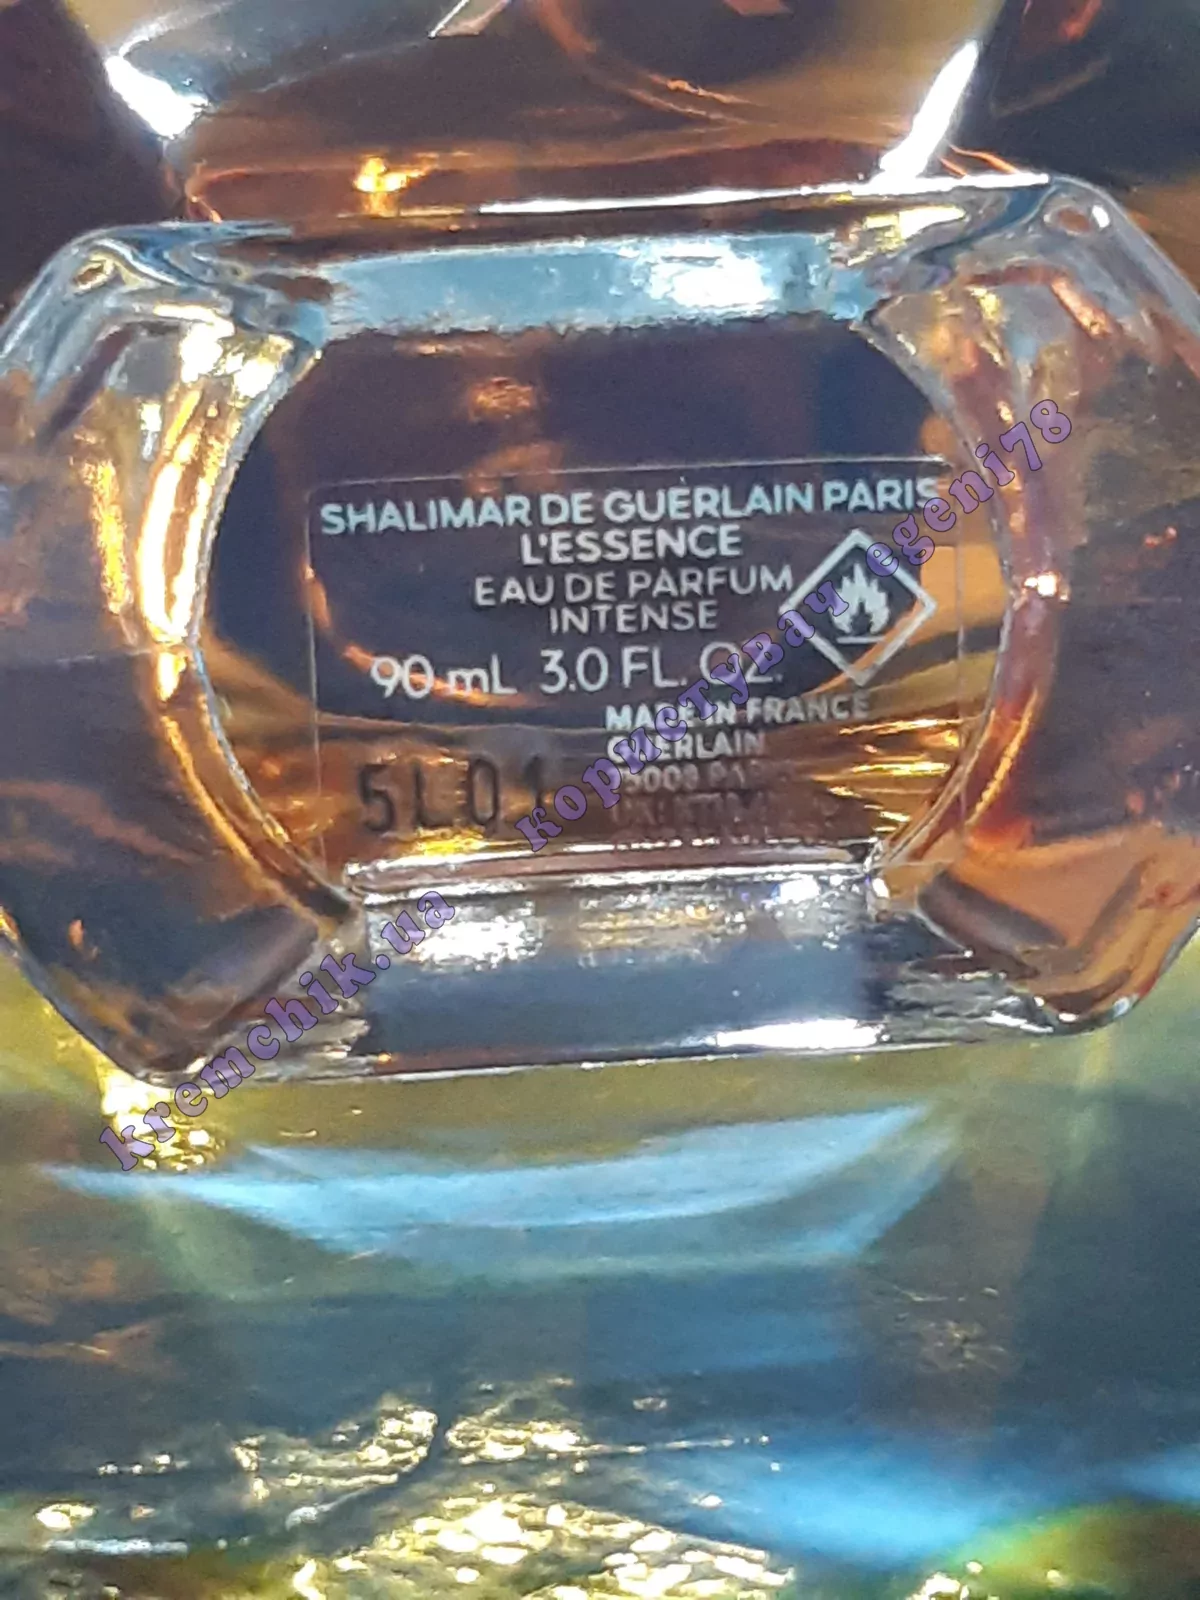 SHALIMAR DE GUERLAIN PARIS
L'ESSENCE
EAU DE PARFUM
INTENSE
90 mL 3.0 FL. OZ.
MADE IN FRANCE
GUERLAIN
5L01
kremchik.ua користувач egeni78